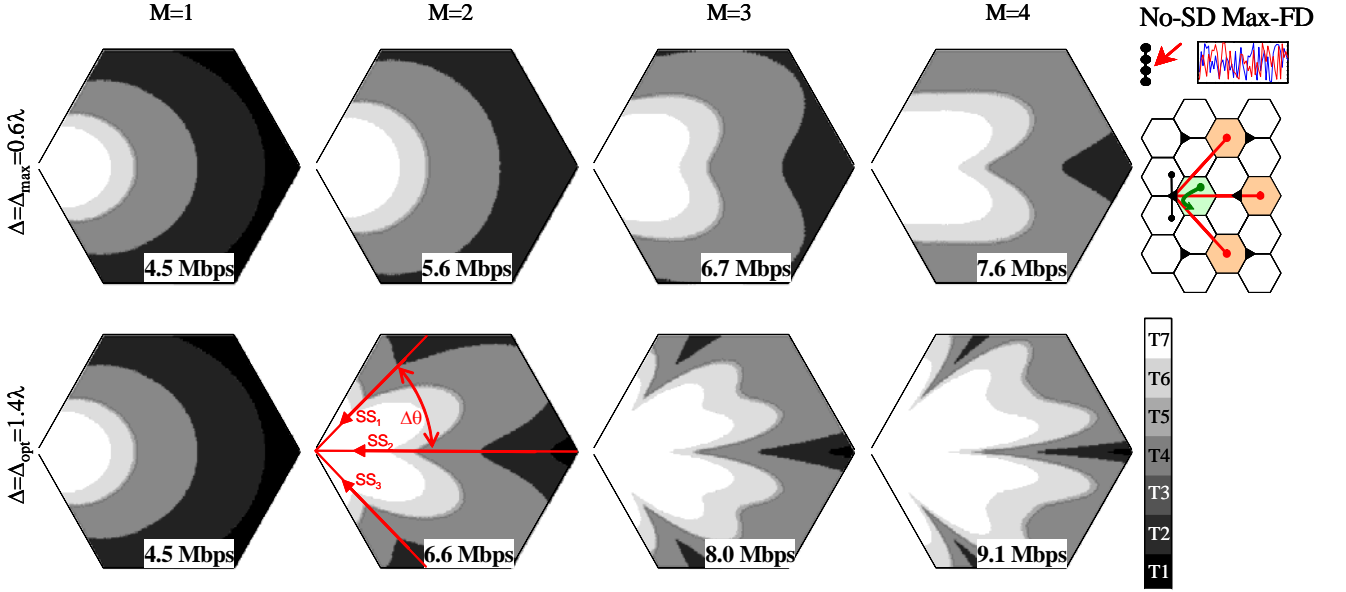 M=1 M=2 M=3 M=4 No-SD Max-FD
Δ=Δmax=0.6λ
4.5 Mbps 5.6 Mbps 6.7 Mbps 7.6 Mbps
Δ=Δopt=1.4λ
SS1
Δθ
SS2
SS3
4.5 Mbps 6.6 Mbps 8.0 Mbps 9.1 Mbps
T7
T6
T5
T4
T3
T2
T1